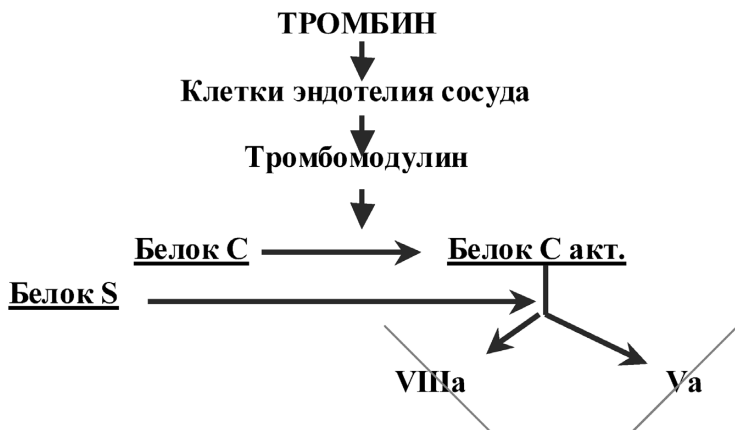 ТРОМБИН
Клетки эндотелия сосуда
Тромбомодулин
Белок С
Белок С акт.
Белок S
VIIIa
Va